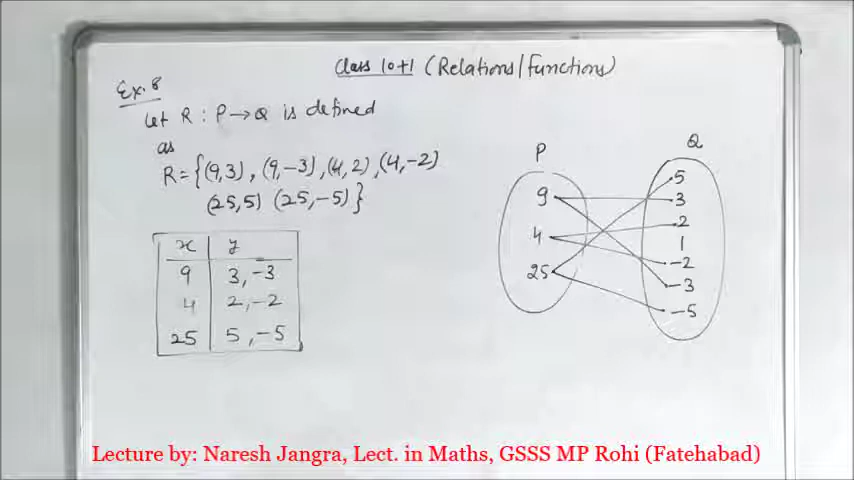 Class 10+1 (Relations/Functions)
Ex. 8
Let R : P→Q is defined
as
R = {(9,3), (9,-3), (4,2), (4,-2)
(25,5) (25,-5)}
x y
9 3, -3
4 2, -2
25 5, -5
P Q
9
4
25
5
3
2
1
-2
-3
-5
Lecture by: Naresh Jangra, Lect. in Maths, GSSS MP Rohi (Fatehabad)